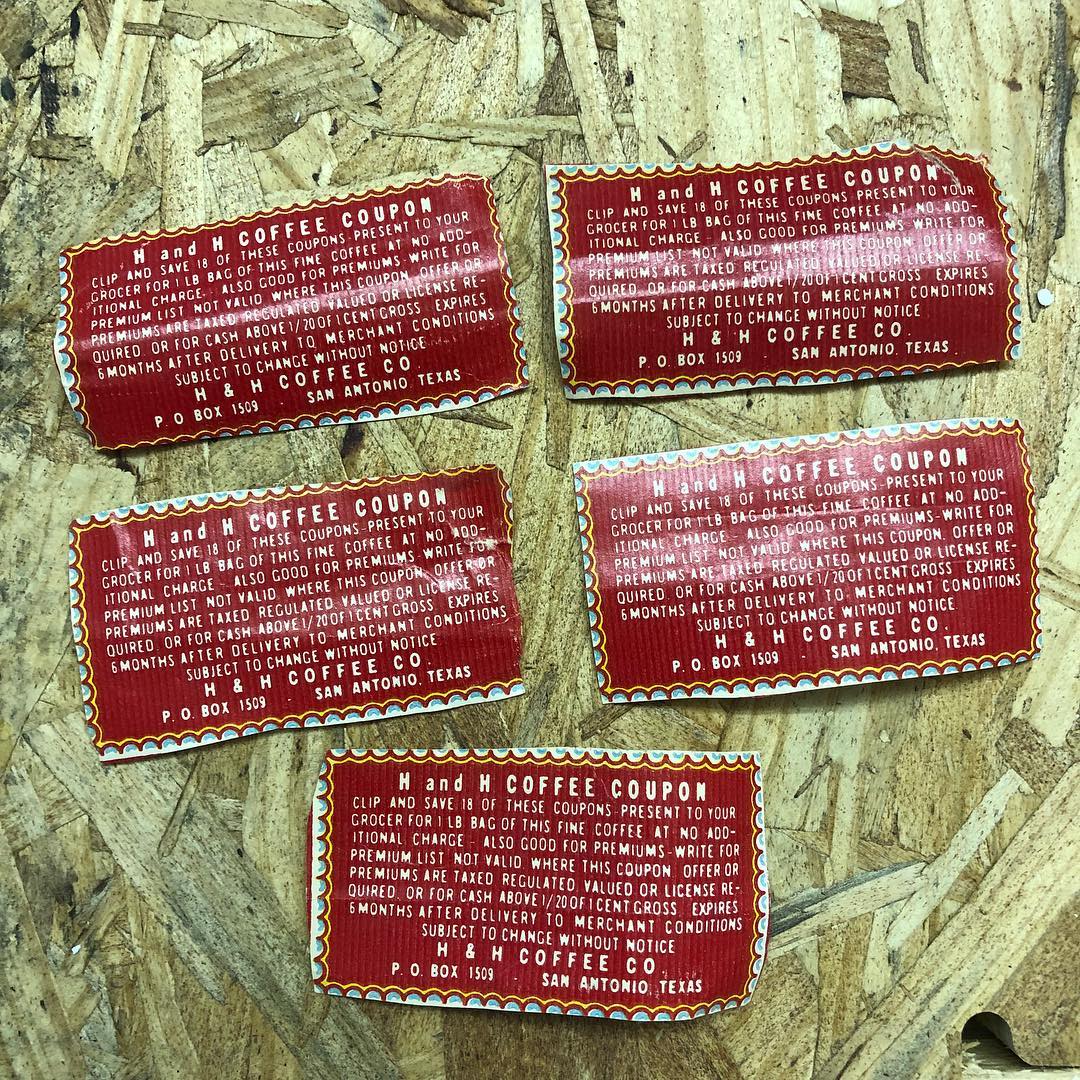 H and H COFFEE COUPON
CLIP AND SAVE 18 OF THESE COUPONS-PRESENT TO YOUR
GROCER FOR 1 LB BAG OF THIS FINE COFFEE AT NO ADD-
ITIONAL CHARGE. ALSO GOOD FOR PREMIUMS-WRITE FOR
PREMIUM LIST NOT VALID WHERE THIS COUPON, OFFER OR
PREMIUMS ARE TAXED REGULATED VALUED OR LICENSE RE-
QUIRED. OR FOR CASH ABOVE 1/20 OF 1 CENT GROSS EXPIRES
6 MONTHS AFTER DELIVERY TO MERCHANT CONDITIONS
SUBJECT TO CHANGE WITHOUT NOTICE
H & H COFFEE CO
P. O. BOX 1509 - SAN ANTONIO, TEXAS
H and H COFFEE COUPON
CLIP AND SAVE 18 OF THESE COUPONS-PRESENT TO YOUR
GROCER FOR 1 LB BAG OF THIS FINE COFFEE AT NO ADD-
ITIONAL CHARGE - ALSO GOOD FOR PREMIUMS-WRITE FOR
PREMIUM LIST NOT VALID WHERE THIS COUPON, OFFER OR
PREMIUMS ARE TAXED REGULATED VALUED OR LICENSE RE-
QUIRED, OR FOR CASH ABOVE 1/20 OF 1 CENT GROSS EXPIRES
6 MONTHS AFTER DELIVERY TO MERCHANT CONDITIONS
SUBJECT TO CHANGE WITHOUT NOTICE
H & H COFFEE CO.
P. O. BOX 1509 - SAN ANTONIO, TEXAS
H and H COFFEE COUPON
CLIP AND SAVE 18 OF THESE COUPONS-PRESENT TO YOUR
GROCER FOR 1 LB BAG OF THIS FINE COFFEE AT NO ADD-
ITIONAL CHARGE - ALSO GOOD FOR PREMIUMS-WRITE FOR
PREMIUM LIST NOT VALID WHERE THIS COUPON, OFFER OR
PREMIUMS ARE TAXED REGULATED, VALUED OR LICENSE RE-
QUIRED, OR FOR CASH ABOVE 1/20 OF 1 CENT GROSS EXPIRES
6 MONTHS AFTER DELIVERY TO MERCHANT CONDITIONS
SUBJECT TO CHANGE WITHOUT NOTICE
H & H COFFEE CO.
P. O. BOX 1509 - SAN ANTONIO, TEXAS
H and H COFFEE COUPON
CLIP AND SAVE 18 OF THESE COUPONS-PRESENT TO YOUR
GROCER FOR 1 LB BAG OF THIS FINE COFFEE AT NO ADD-
ITIONAL CHARGE - ALSO GOOD FOR PREMIUMS-WRITE FOR
PREMIUM LIST NOT VALID WHERE THIS COUPON, OFFER OR
PREMIUMS ARE TAXED REGULATED VALUED OR LICENSE RE-
QUIRED, OR FOR CASH ABOVE 1/20 OF 1 CENT GROSS EXPIRES
6 MONTHS AFTER DELIVERY TO MERCHANT CONDITIONS
SUBJECT TO CHANGE WITHOUT NOTICE.
H & H COFFEE CO.
P. O. BOX 1509 - SAN ANTONIO, TEXAS
H and H COFFEE COUPON
CLIP AND SAVE 18 OF THESE COUPONS-PRESENT TO YOUR
GROCER FOR 1 LB BAG OF THIS FINE COFFEE AT NO ADD-
ITIONAL CHARGE - ALSO GOOD FOR PREMIUMS-WRITE FOR
PREMIUM LIST NOT VALID WHERE THIS COUPON, OFFER OR
PREMIUMS ARE TAXED REGULATED, VALUED OR LICENSE RE-
QUIRED, OR FOR CASH ABOVE 1/20 OF 1 CENT GROSS EXPIRES
6 MONTHS AFTER DELIVERY TO MERCHANT CONDITIONS
SUBJECT TO CHANGE WITHOUT NOTICE
H & H COFFEE CO.
P. O. BOX 1509 - SAN ANTONIO, TEXAS